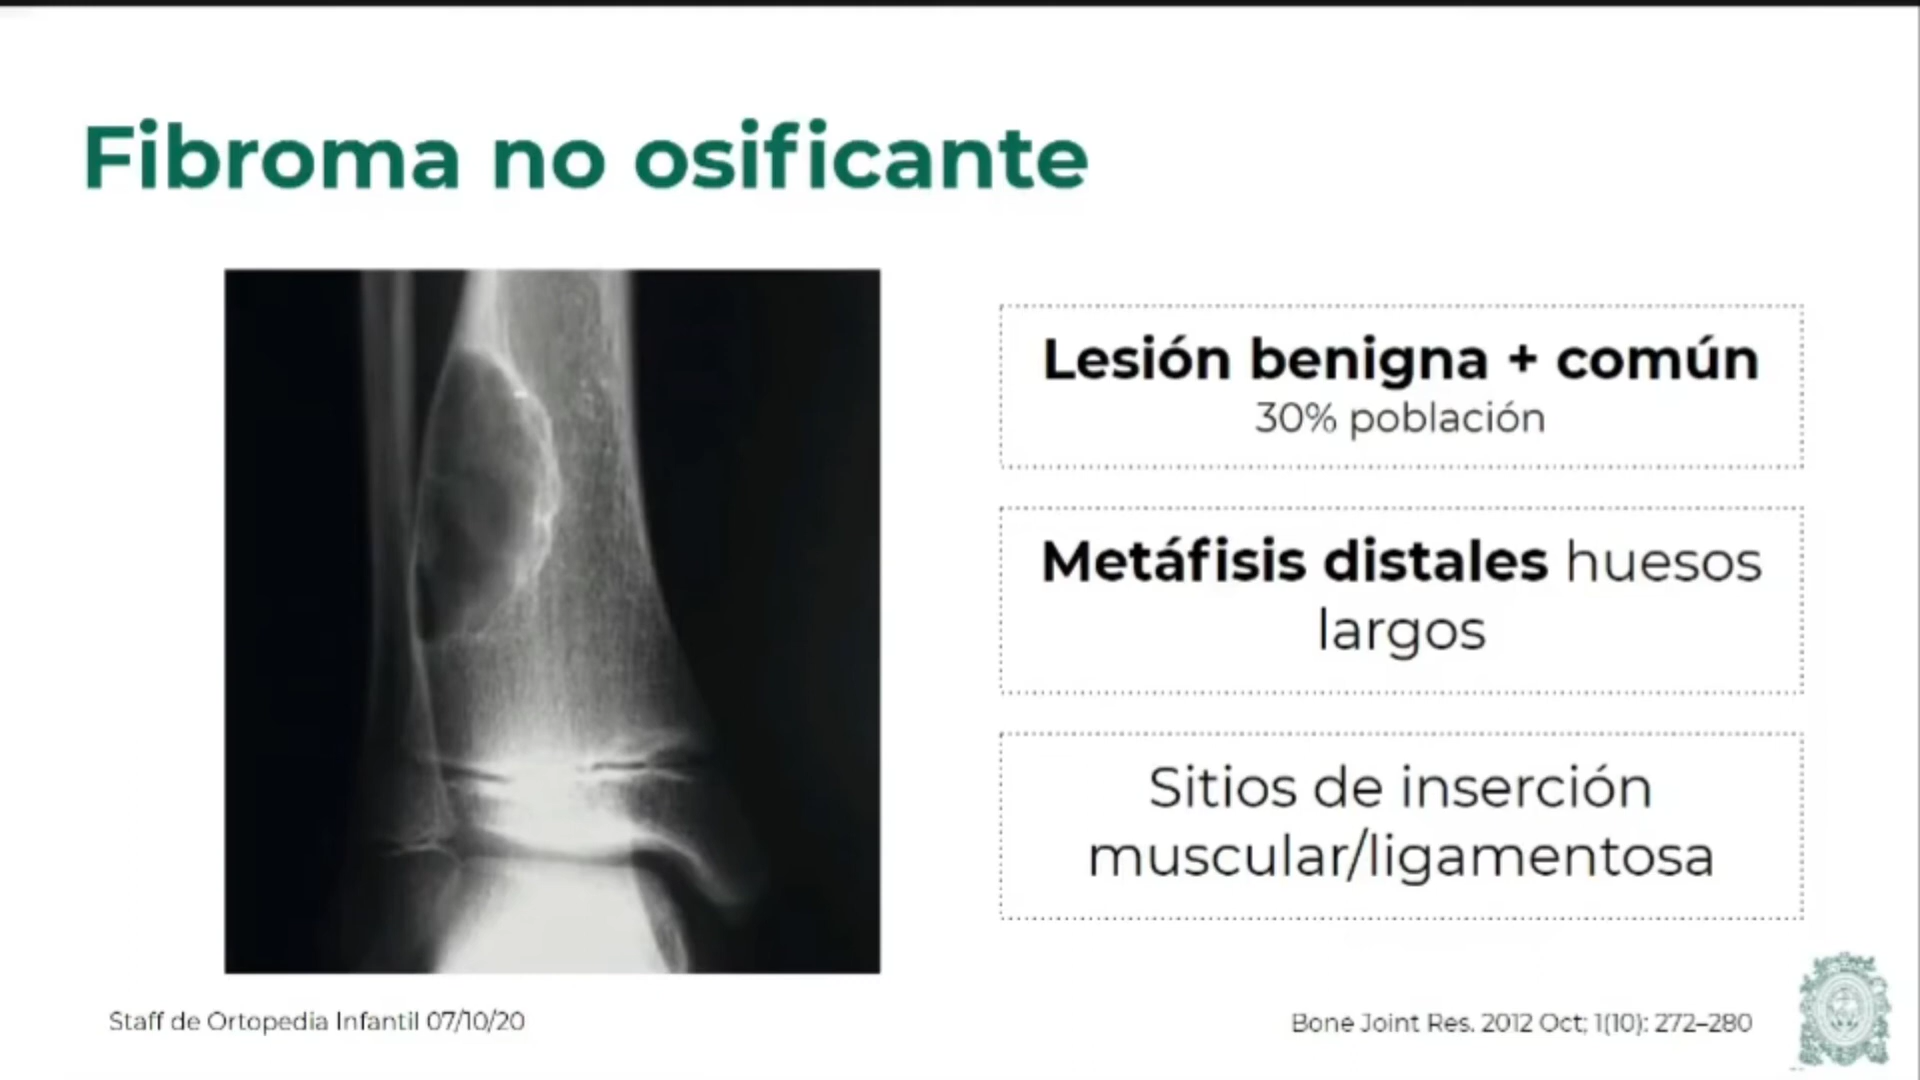 Fibroma no osificante
Lesión benigna + común
30% población
Metáfisis distales huesos
largos
Sitios de inserción
muscular/ligamentosa
Staff de Ortopedia Infantil 07/10/20
Bone Joint Res. 2012 Oct; 1(10): 272–280